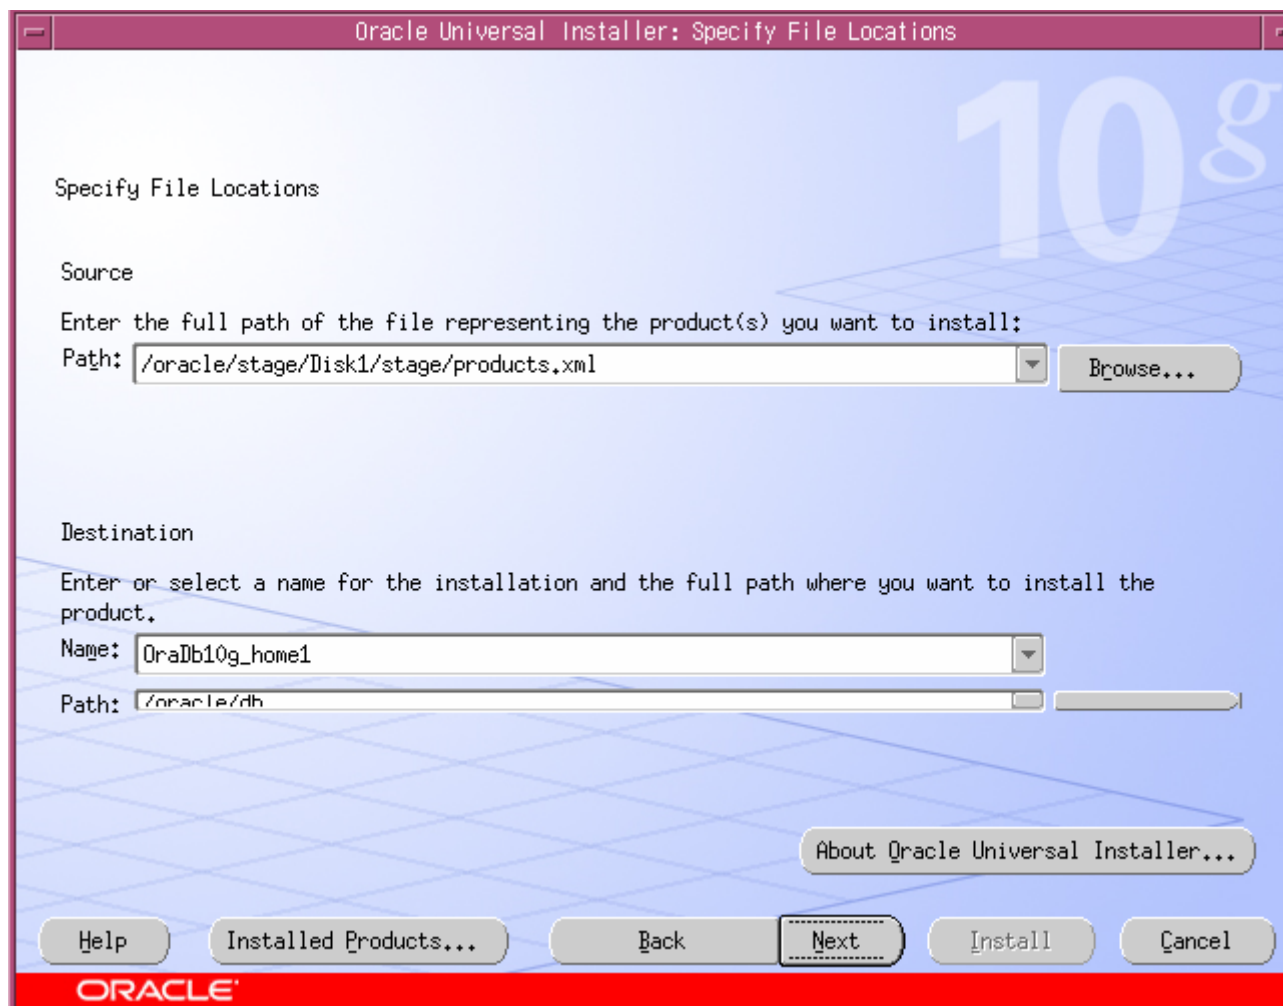 Oracle Universal Installer: Specify File Locations
10g
Specify File Locations
Source
Enter the full path of the file representing the product(s) you want to install:
Path: /oracle/stage/Disk1/stage/products.xml Browse...
Destination
Enter or select a name for the installation and the full path where you want to install the
product.
Name: OraDb10g_home1
Path: /oracle/db
About Oracle Universal Installer...
Help Installed Products... Back Next Install Cancel
ORACLE